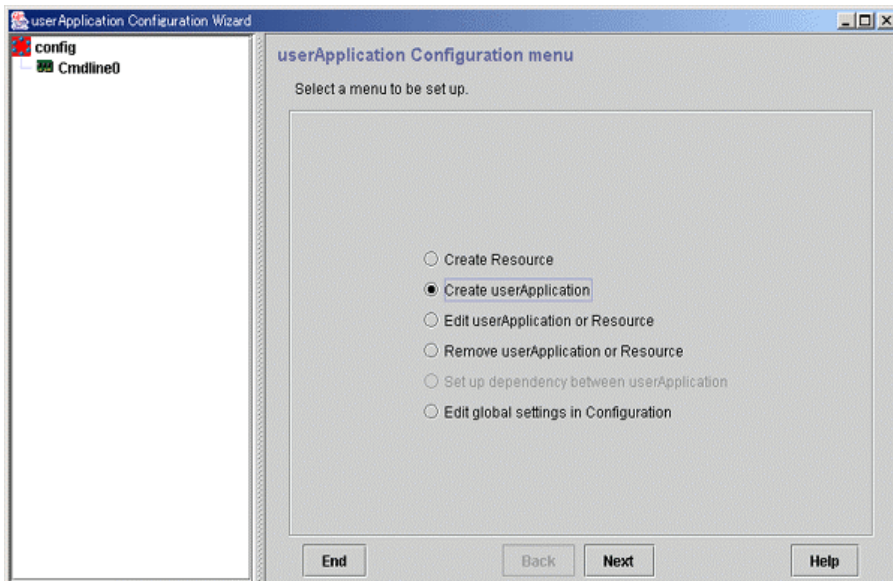 userApplication Configuration Wizard
config
Cmdline0
userApplication Configuration menu
Select a menu to be set up.
Create Resource
Create userApplication
Edit userApplication or Resource
Remove userApplication or Resource
Set up dependency between userApplication
Edit global settings in Configuration
End
Back
Next
Help